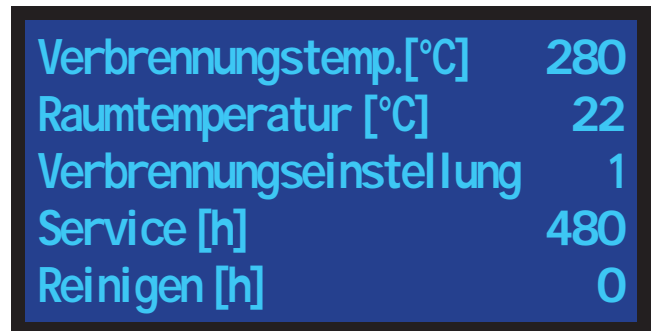 Verbrennungstemp.[°C] 280
Raumtemperatur [°C] 22
Verbrennungseinstellung 1
Service [h] 480
Reinigen [h] 0